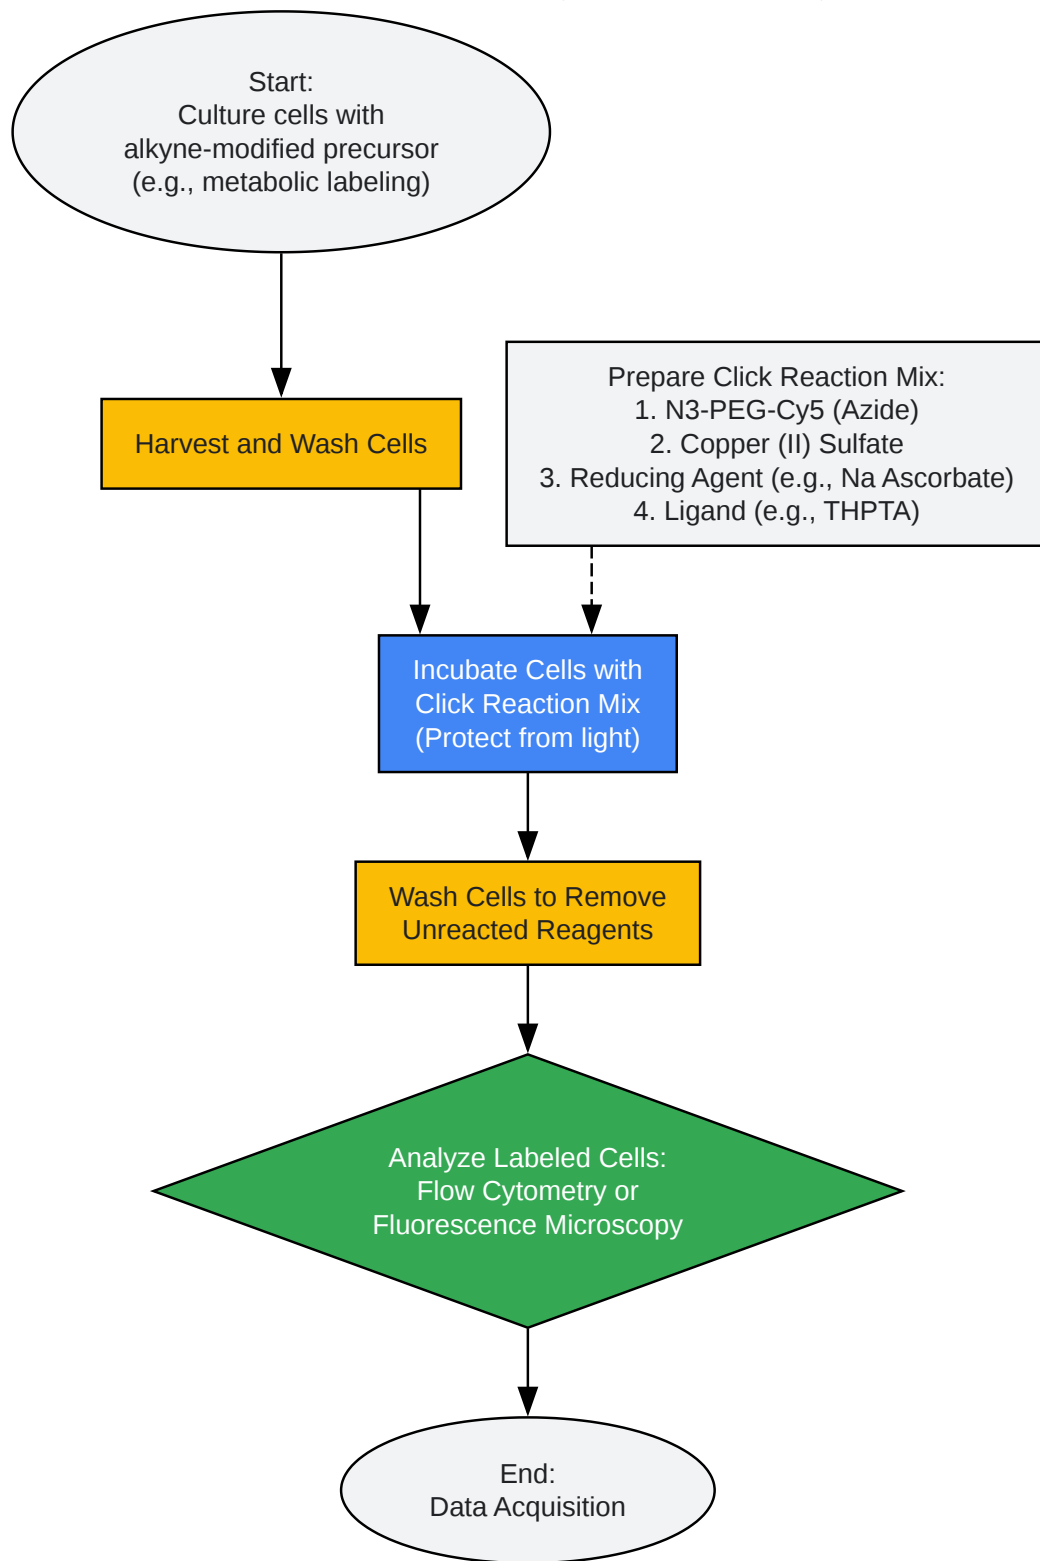 Start:
Culture cells with
alkyne-modified precursor
(e.g., metabolic labeling)
Harvest and Wash Cells
Prepare Click Reaction Mix:
1. N3-PEG-Cy5 (Azide)
2. Copper (II) Sulfate
3. Reducing Agent (e.g., Na Ascorbate)
4. Ligand (e.g., THPTA)
Incubate Cells with
Click Reaction Mix
(Protect from light)
Wash Cells to Remove
Unreacted Reagents
Analyze Labeled Cells:
Flow Cytometry or
Fluorescence Microscopy
End:
Data Acquisition